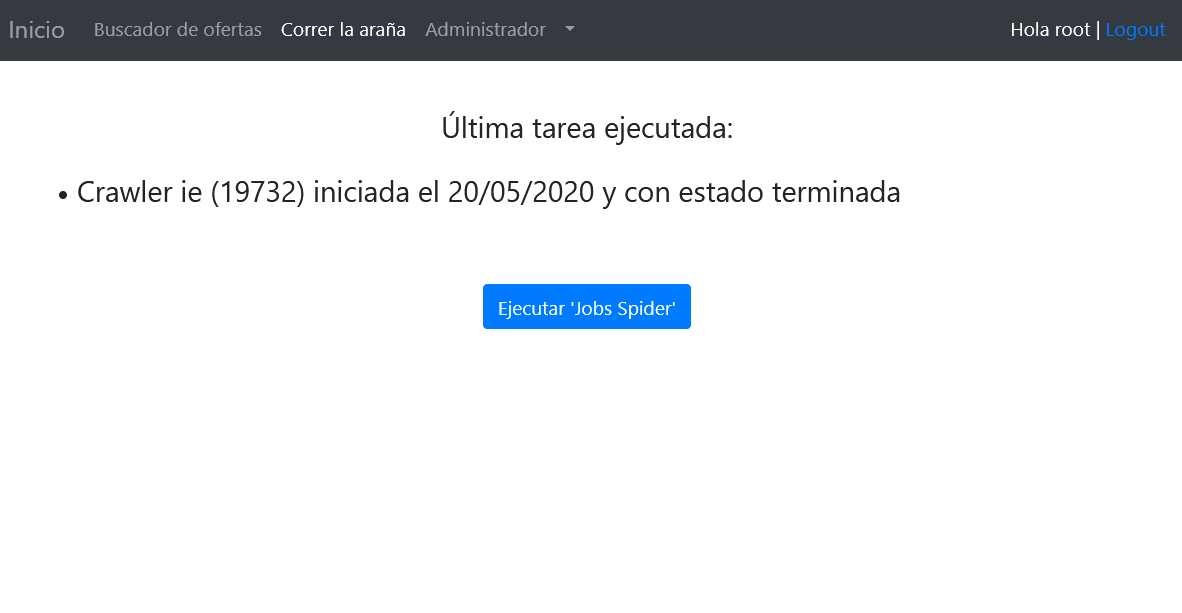 Inicio Buscador de ofertas Correr la araña Administrador Hola root | Logout
Última tarea ejecutada:
• Crawler ie (19732) iniciada el 20/05/2020 y con estado terminada
Ejecutar 'Jobs Spider'